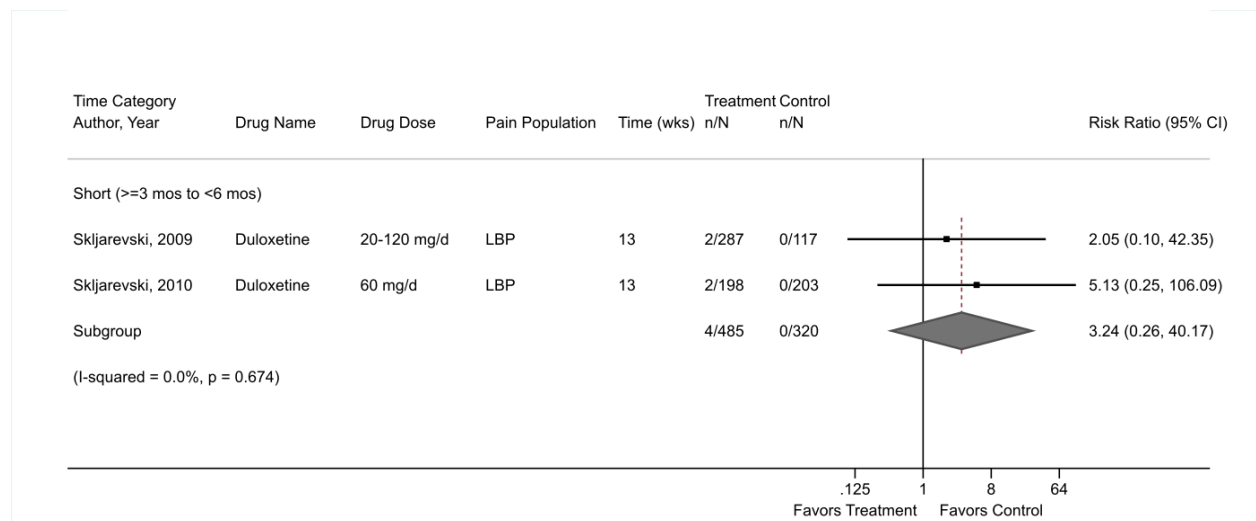 Time Category Treatment Control
Author, Year Drug Name Drug Dose Pain Population Time (wks) n/N n/N Risk Ratio (95% CI)
Short (>=3 mos to <6 mos)
Skljarevski, 2009 Duloxetine 20-120 mg/d LBP 13 2/287 0/117 2.05 (0.10, 42.35)
Skljarevski, 2010 Duloxetine 60 mg/d LBP 13 2/198 0/203 5.13 (0.25, 106.09)
Subgroup 4/485 0/320 3.24 (0.26, 40.17)
(I-squared = 0.0%, p = 0.674)
.125 1 8 64
Favors Treatment Favors Control